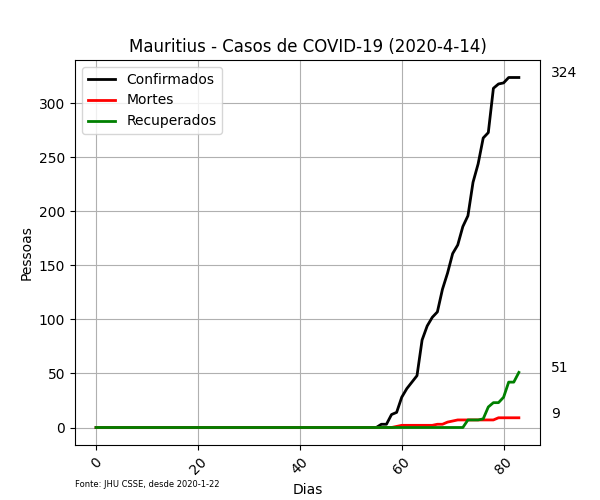 Mauritius - Casos de COVID-19 (2020-4-14)
Confirmados
Mortes
Recuperados
324
51
9
300
250
200
150
100
50
0
Pessoas
0 20 40 60 80
Dias
Fonte: JHU CSSE, desde 2020-1-22